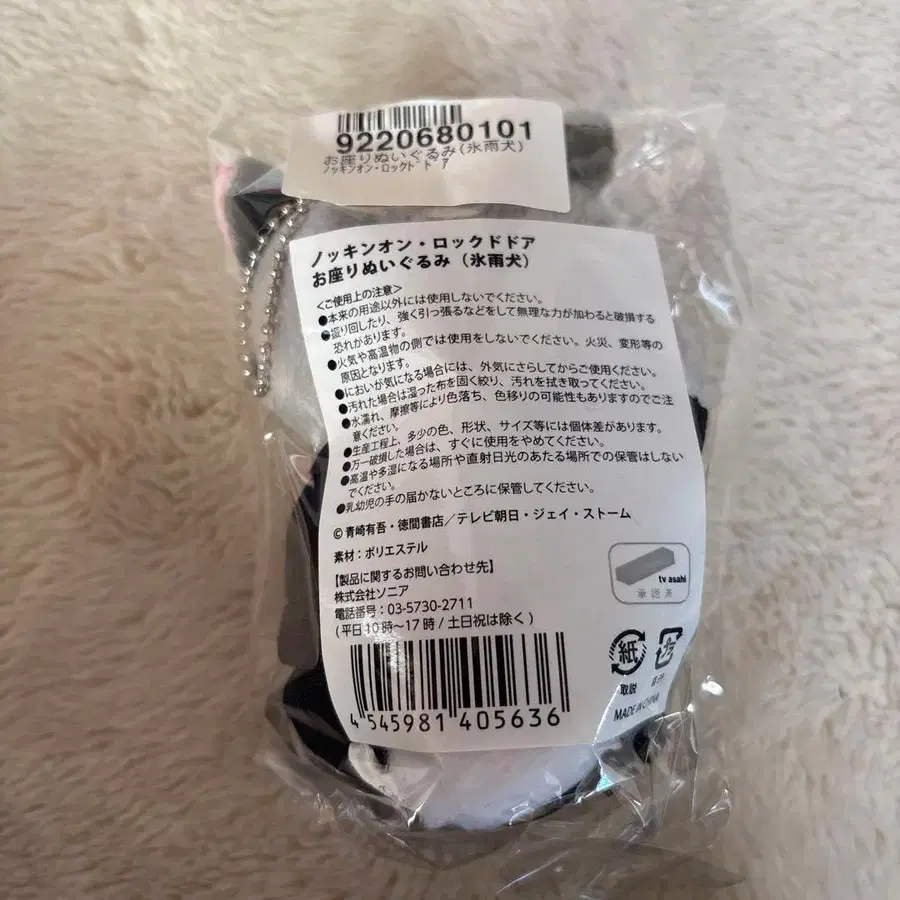 9220680101
お座りぬいぐるみ(氷雨犬)
ノッキンオン・ロックドドア
ノッキンオン・ロックドドア
お座りぬいぐるみ（氷雨犬）
＜ご使用上の注意＞
●本来の用途以外には使用しないでください。
●振り回したり、強く引っ張るなどをして無理な力が加わると破損する
恐れがあります。
●火気や高温物の側では使用をしないでください。火災、変形等の
原因となります。
●においが気になる場合には、外気にさらしてからご使用ください。
●汚れた場合は湿った布を固く絞り、汚れを拭き取ってください。
●水濡れ、摩擦等により色落ち、色移りの可能性もありますのでご注
意ください。
●生産工程上、多少の色、形状、サイズ等には個体差があります。
●万一破損した場合は、すぐに使用をやめてください。
●高温や多湿になる場所や直射日光のあたる場所での保管はしない
でください。
●乳幼児の手の届かないところに保管してください。
©青崎有吾・徳間書店／テレビ朝日・ジェイ・ストーム
素材：ポリエステル
【製品に関するお問い合わせ先】
株式会社ソニア
電話番号：03-5730-2711
(平日10時〜17時/土日祝は除く)
tv asahi
承認済
紙
プラ
取説
MADE IN CHINA
4 545981 405636